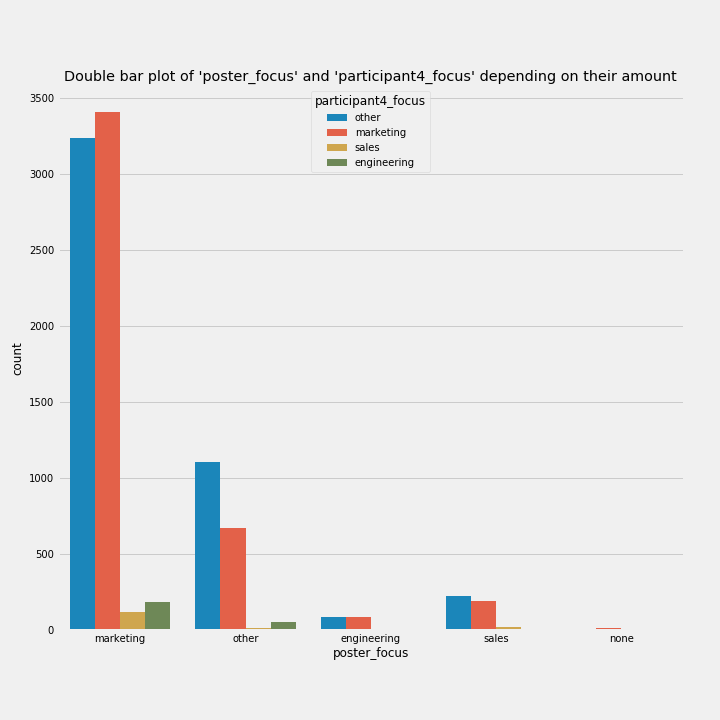 Double bar plot of 'poster_focus' and 'participant4_focus' depending on their amount
participant4_focus
other
marketing
sales
engineering
3500
3000
2500
2000
1500
1000
500
0
count
marketing other engineering sales none
poster_focus